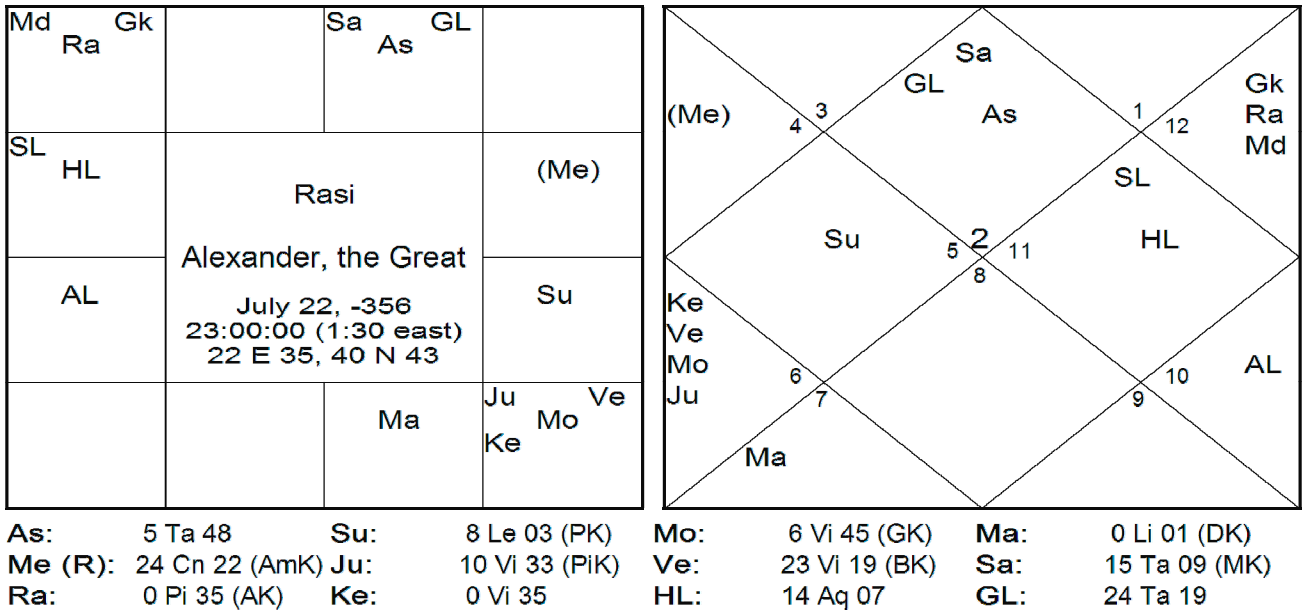 Md Gk
Ra
Sa GL
As
SL
HL
(Me)
Rasi
Alexander, the Great
July 22, -356
23:00:00 (1:30 east)
22 E 35, 40 N 43
AL
Su
Ma
Ju Ve
Mo
Ke
Sa
GL
As
(Me)
3
4
1
12
Gk
Ra
Md
SL
HL
Su
5
2
11
8
Ke
Ve
Mo
Ju
6
7
10
9
AL
Ma
As: 5 Ta 48 Su: 8 Le 03 (PK) Mo: 6 Vi 45 (GK) Ma: 0 Li 01 (DK)
Me (R): 24 Cn 22 (AmK) Ju: 10 Vi 33 (PiK) Ve: 23 Vi 19 (BK) Sa: 15 Ta 09 (MK)
Ra: 0 Pi 35 (AK) Ke: 0 Vi 35 HL: 14 Aq 07 GL: 24 Ta 19